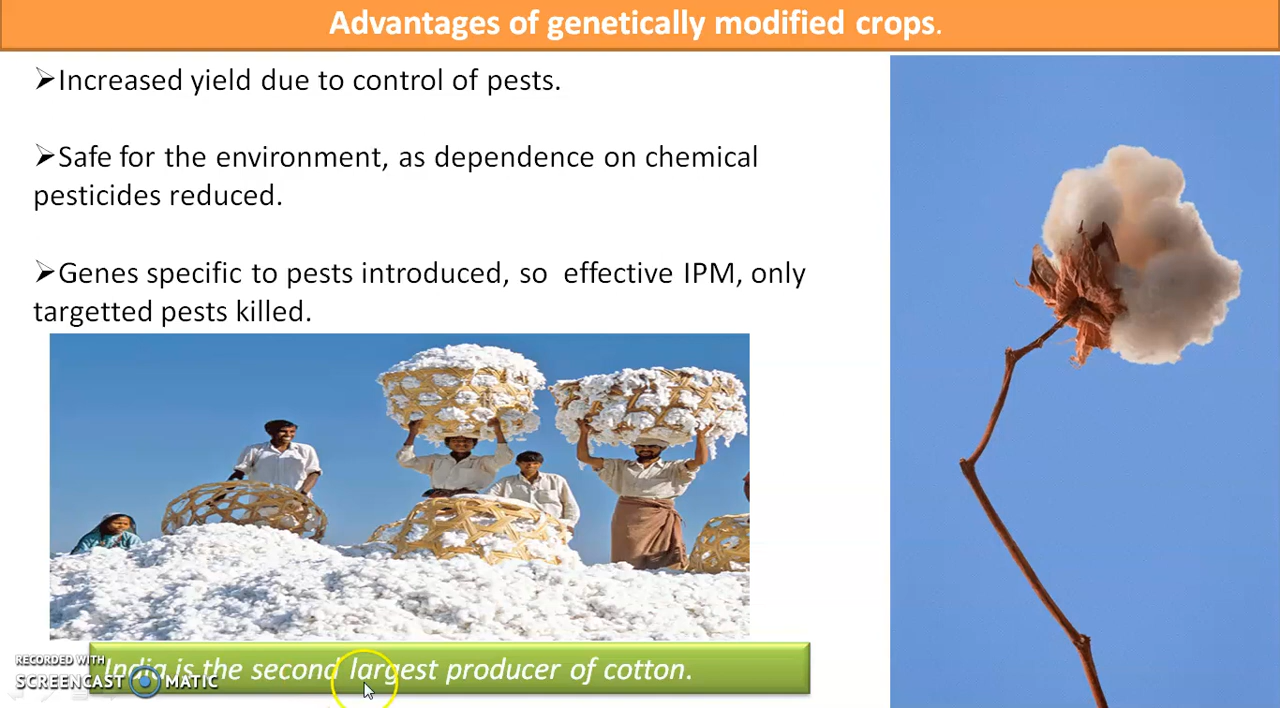 Advantages of genetically modified crops.
➢Increased yield due to control of pests.
➢Safe for the environment, as dependence on chemical
pesticides reduced.
➢Genes specific to pests introduced, so effective IPM, only
targetted pests killed.
India is the second largest producer of cotton.
RECORDED WITH
SCREENCAST MATIC